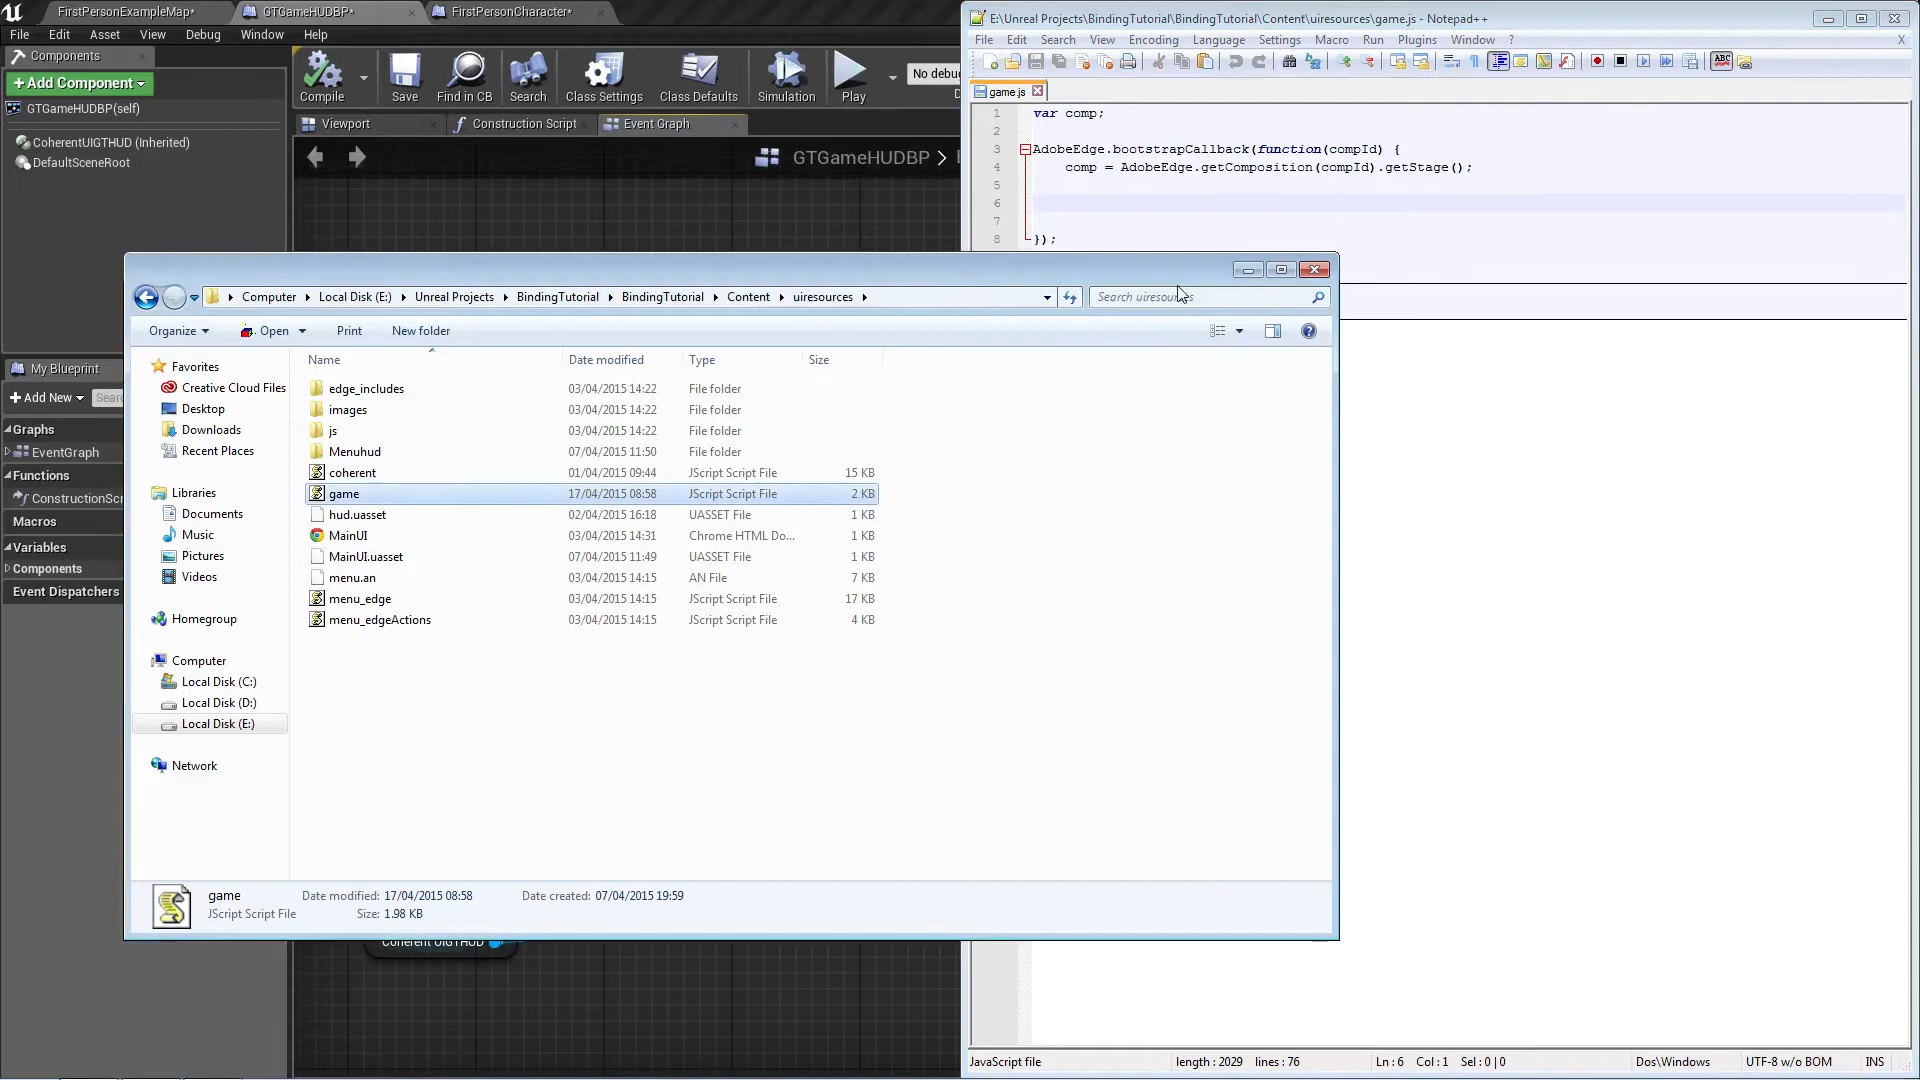 FirstPersonExampleMap*
GTGameHUDBP*
FirstPersonCharacter*
File Edit Asset View Debug Window Help
Components
+Add Component
GTGameHUDBP(self)
CoherentUIGTHUD (Inherited)
DefaultSceneRoot
Compile
Save
Find in CB
Search
Class Settings
Class Defaults
Simulation
Play
No debu
Viewport
Construction Script
Event Graph
GTGameHUDBP >
My Blueprint
+ Add New
Sear
Graphs
EventGraph
Functions
ConstructionScr
Macros
Variables
Components
Event Dispatchers
Coherent UIGTHUD
E:\Unreal Projects\BindingTutorial\BindingTutorial\Content\uiresources\game.js - Notepad++
File Edit Search View Encoding Language Settings Macro Run Plugins Window ? X
ABC
game.js
1 var comp;
2
3 AdobeEdge.bootstrapCallback(function(compId) {
4 comp = AdobeEdge.getComposition(compId).getStage();
5
6
7
8 });
JavaScript file length : 2029 lines : 76 Ln : 6 Col : 1 Sel : 0 | 0 Dos\Windows UTF-8 w/o BOM INS
Computer Local Disk (E:) Unreal Projects BindingTutorial BindingTutorial Content uiresources
Search uiresources
Organize Open Print New folder
Favorites
Creative Cloud Files
Desktop
Downloads
Recent Places
Libraries
Documents
Music
Pictures
Videos
Homegroup
Computer
Local Disk (C:)
Local Disk (D:)
Local Disk (E:)
Network
Name Date modified Type Size
edge_includes 03/04/2015 14:22 File folder
images 03/04/2015 14:22 File folder
js 03/04/2015 14:22 File folder
Menuhud 07/04/2015 11:50 File folder
coherent 01/04/2015 09:44 JScript Script File 15 KB
game 17/04/2015 08:58 JScript Script File 2 KB
hud.uasset 02/04/2015 16:18 UASSET File 1 KB
MainUI 03/04/2015 14:31 Chrome HTML Do... 1 KB
MainUI.uasset 07/04/2015 11:49 UASSET File 1 KB
menu.an 03/04/2015 14:15 AN File 7 KB
menu_edge 03/04/2015 14:15 JScript Script File 17 KB
menu_edgeActions 03/04/2015 14:15 JScript Script File 4 KB
game Date modified: 17/04/2015 08:58 Date created: 07/04/2015 19:59
JScript Script File Size: 1.98 KB